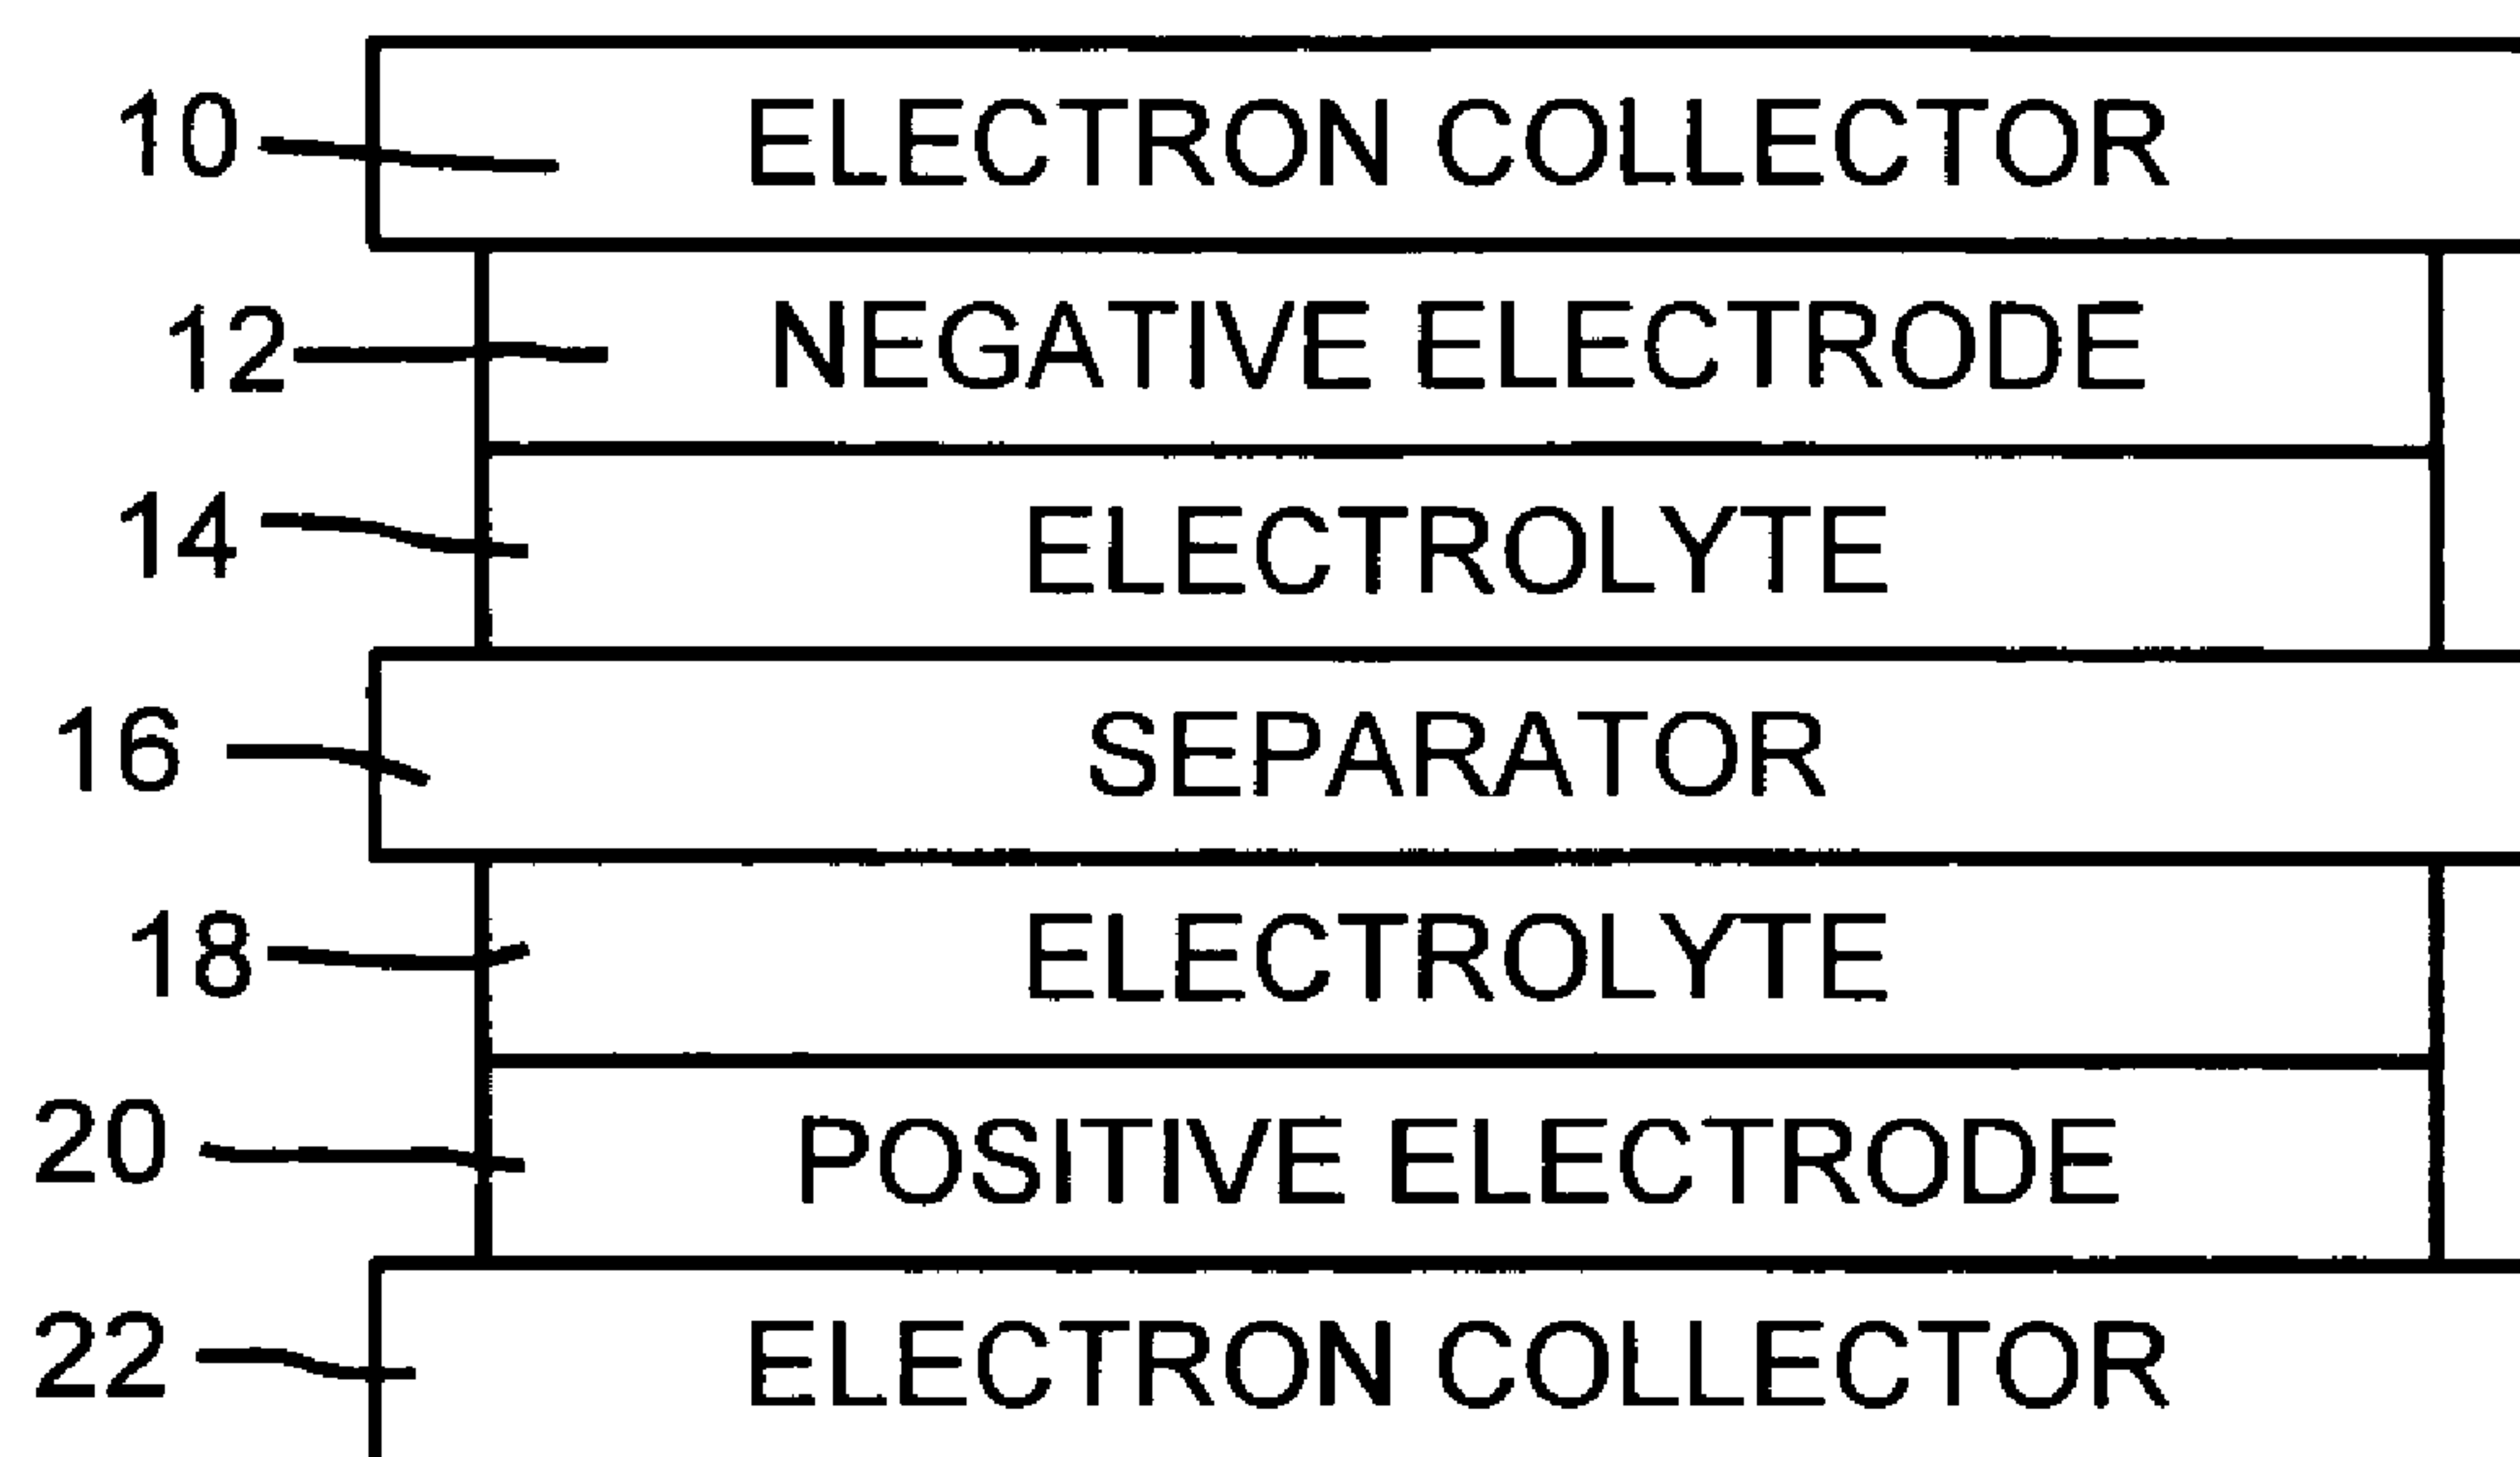 10 ELECTRON COLLECTOR
12 NEGATIVE ELECTRODE
14 ELECTROLYTE
16 SEPARATOR
18 ELECTROLYTE
20 POSITIVE ELECTRODE
22 ELECTRON COLLECTOR